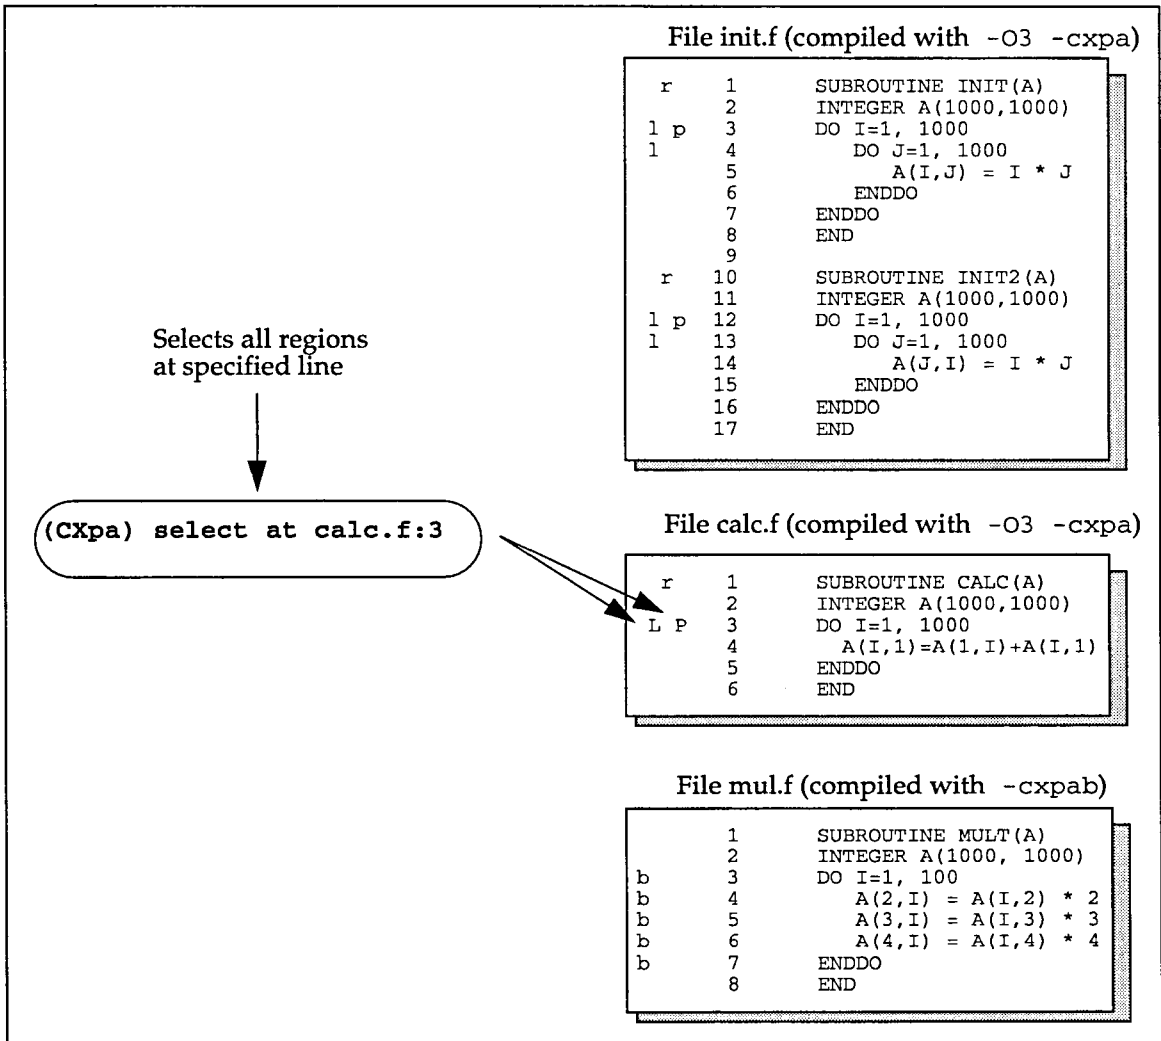 File init.f (compiled with -O3 -cxpa)
r 1 SUBROUTINE INIT(A)
2 INTEGER A(1000,1000)
l p 3 DO I=1, 1000
l 4 DO J=1, 1000
5 A(I,J) = I * J
6 ENDDO
7 ENDDO
8 END
9
r 10 SUBROUTINE INIT2(A)
11 INTEGER A(1000,1000)
l p 12 DO I=1, 1000
l 13 DO J=1, 1000
14 A(J,I) = I * J
15 ENDDO
16 ENDDO
17 END
Selects all regions
at specified line
(CXpa) select at calc.f:3
File calc.f (compiled with -O3 -cxpa)
r 1 SUBROUTINE CALC(A)
2 INTEGER A(1000,1000)
L P 3 DO I=1, 1000
4 A(I,1)=A(1,I)+A(I,1)
5 ENDDO
6 END
File mul.f (compiled with -cxpab)
1 SUBROUTINE MULT(A)
2 INTEGER A(1000, 1000)
b 3 DO I=1, 100
b 4 A(2,I) = A(I,2) * 2
b 5 A(3,I) = A(I,3) * 3
b 6 A(4,I) = A(I,4) * 4
b 7 ENDDO
8 END